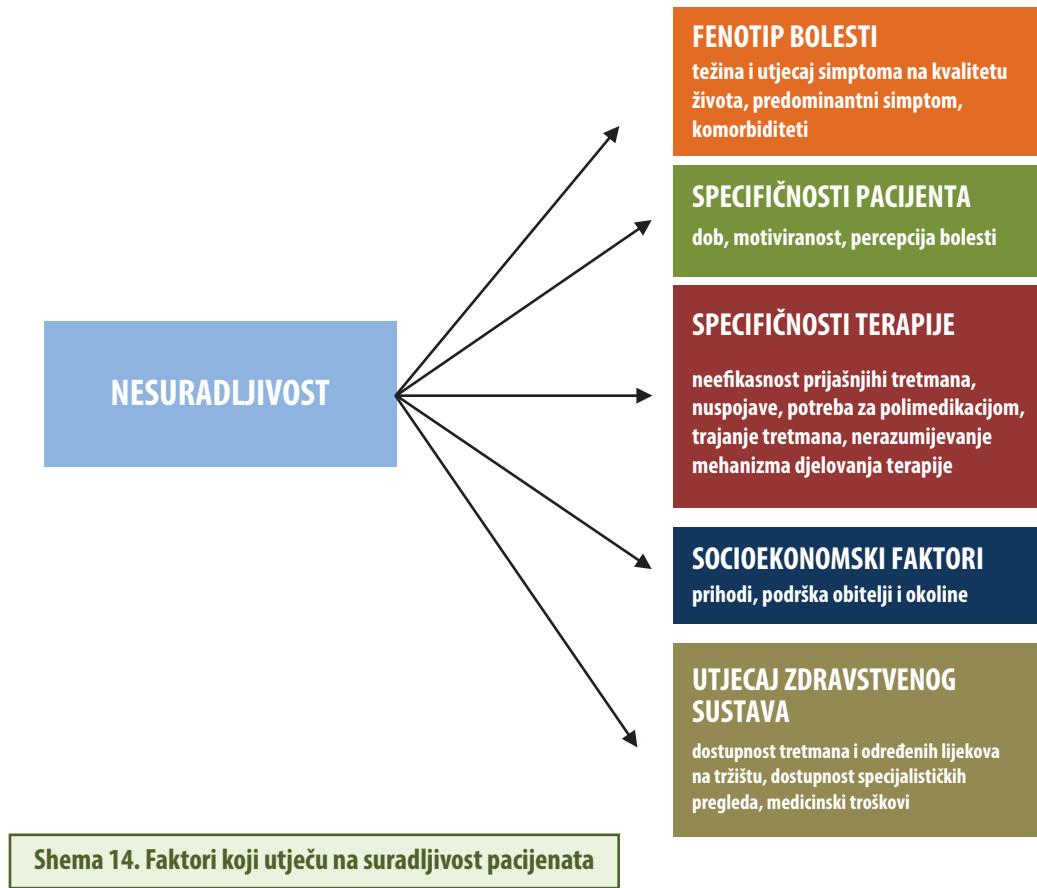 FENOTIP BOLESTI
težina i utjecaj simptoma na kvalitetu
života, predominantni simptom,
komorbiditeti
SPECIFIČNOSTI PACIJENTA
dob, motiviranost, percepcija bolesti
NESURADLJIVOST
SPECIFIČNOSTI TERAPIJE
neefikasnost prijašnjihi tretmana,
nuspojave, potreba za polimedikacijom,
trajanje tretmana, nerazumijevanje
mehanizma djelovanja terapije
SOCIOEKONOMSKI FAKTORI
prihodi, podrška obitelji i okoline
UTJECAJ ZDRAVSTVENOG
SUSTAVA
dostupnost tretmana i određenih lijekova
na tržištu, dostupnost specijalističkih
pregleda, medicinski troškovi
Shema 14. Faktori koji utječu na suradljivost pacijenata